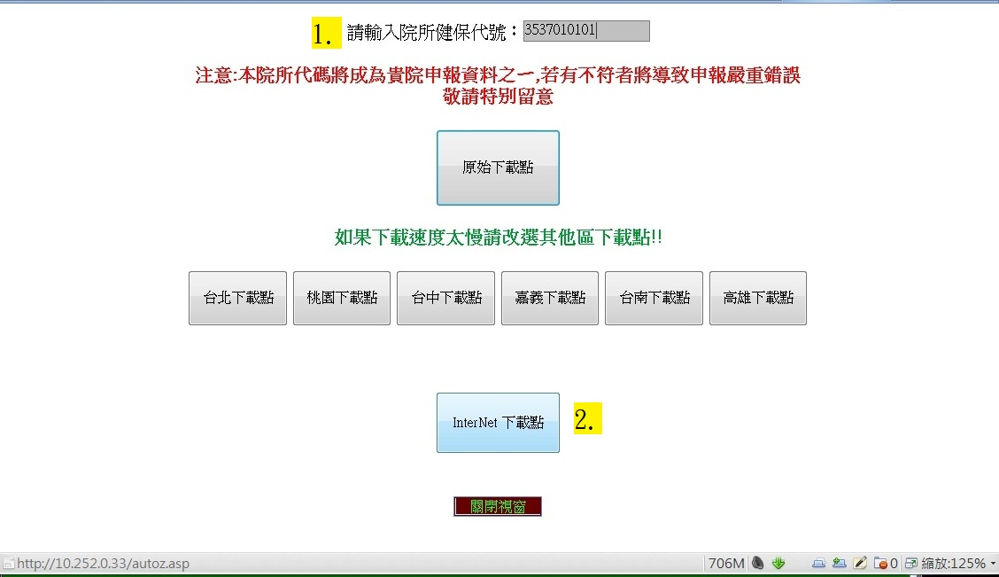 1. 請輸入院所健保代號：3537010101
注意:本院所代碼將成為貴院申報資料之一,若有不符者將導致申報嚴重錯誤
敬請特別留意
原始下載點
如果下載速度太慢請改選其他區下載點!!
台北下載點 桃園下載點 台中下載點 嘉義下載點 台南下載點 高雄下載點
InterNet 下載點 2.
關閉視窗
http://10.252.0.33/autoz.asp 706M 0 縮放:125%